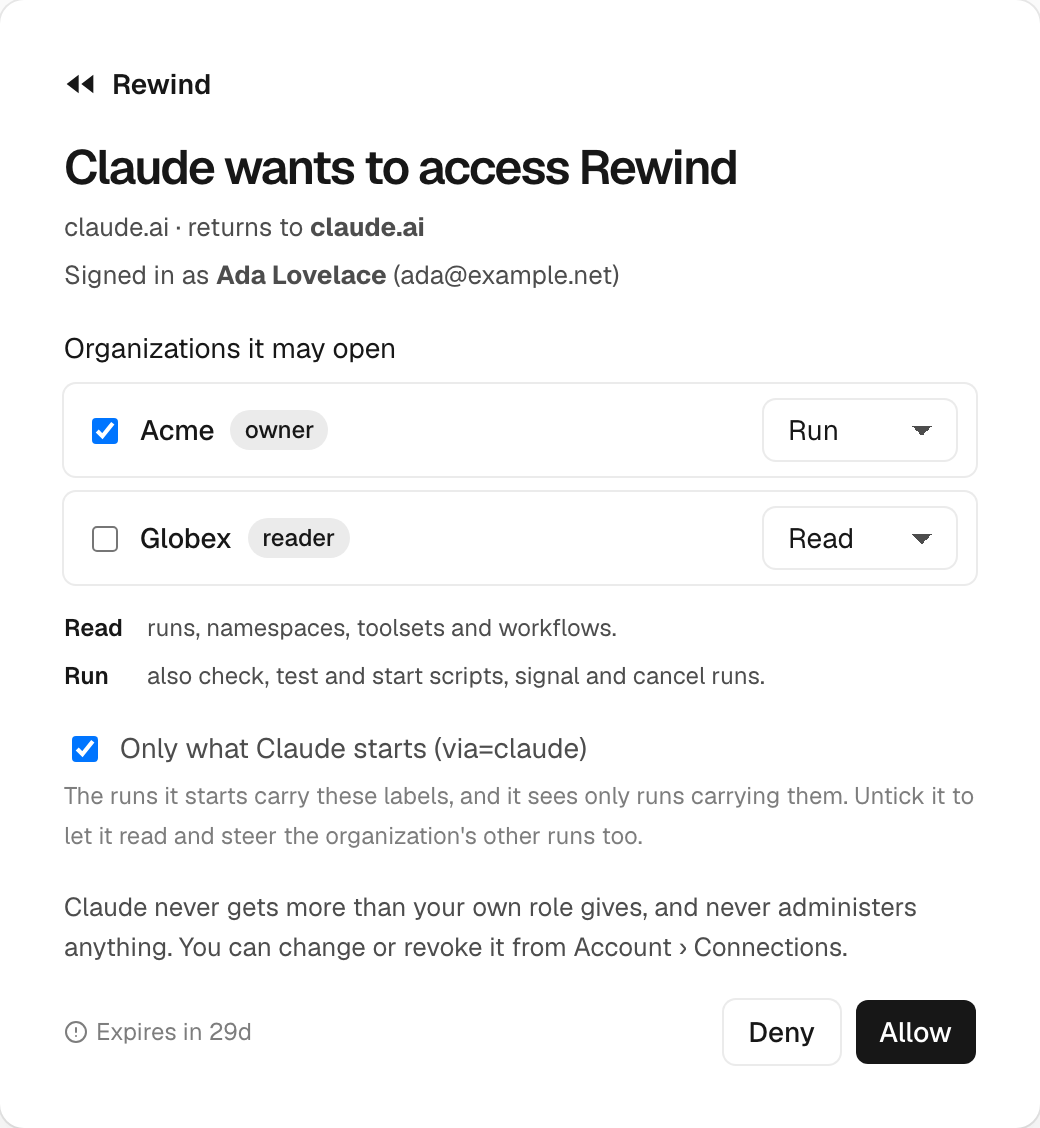 Rewind
Claude wants to access Rewind
claude.ai · returns to claude.ai
Signed in as Ada Lovelace (ada@example.net)
Organizations it may open
Acme owner Run
Globex reader Read
Read runs, namespaces, toolsets and workflows.
Run also check, test and start scripts, signal and cancel runs.
Only what Claude starts (via=claude)
The runs it starts carry these labels, and it sees only runs carrying them. Untick it to
let it read and steer the organization's other runs too.
Claude never gets more than your own role gives, and never administers
anything. You can change or revoke it from Account › Connections.
Expires in 29d Deny Allow